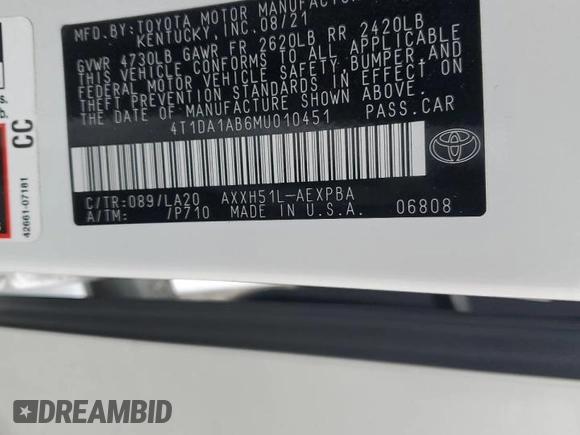 MFD.BY: TOYOTA MOTOR MANUFACTUR
KENTUCKY, INC. 08/21
GVWR 4730LB GAWR FR 2620LB RR 2420LB
THIS VEHICLE CONFORMS TO ALL APPLICABLE
FEDERAL MOTOR VEHICLE SAFETY, BUMPER, AND
THEFT PREVENTION STANDARDS IN EFFECT ON
THE DATE OF MANUFACTURE SHOWN ABOVE.
4T1DA1AB6MU010451 PASS.CAR
C/TR:089/LA20 AXXH51L-AEXPBA
A/TM: /P710 MADE IN U.S.A. 06808
s.
CC
42661-07181
DREAMBID